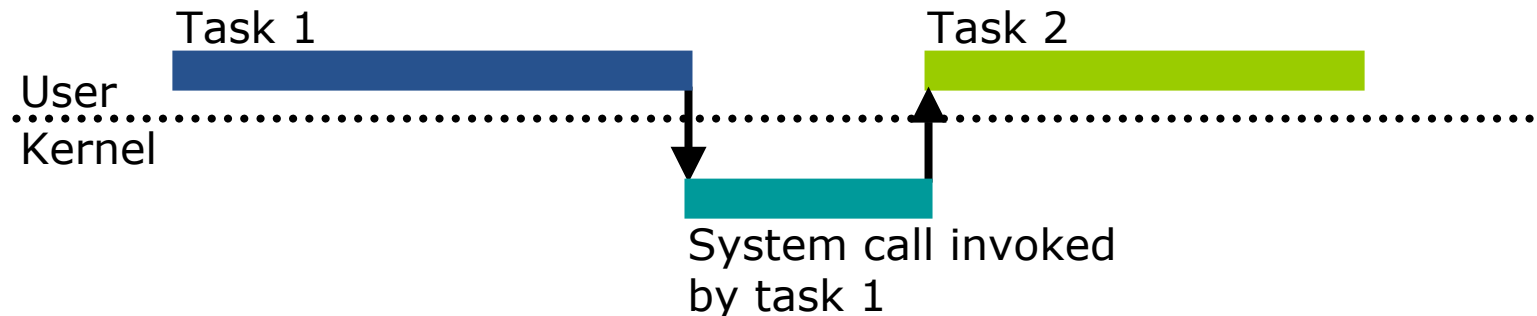 Task 1
Task 2
User
Kernel
System call invoked
by task 1